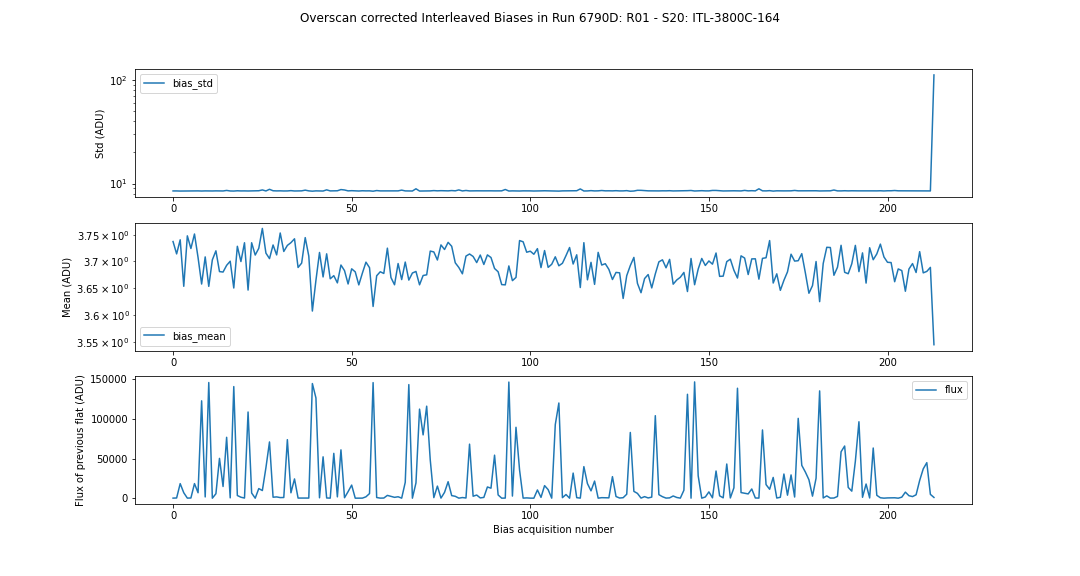 Overscan corrected Interleaved Biases in Run 6790D: R01 - S20: ITL-3800C-164
10²
10¹
Std (ADU)
bias_std
0 50 100 150 200
3.75 × 10⁰
3.7 × 10⁰
3.65 × 10⁰
3.6 × 10⁰
3.55 × 10⁰
Mean (ADU)
bias_mean
0 50 100 150 200
150000
100000
50000
0
Flux of previous flat (ADU)
flux
0 50 100 150 200
Bias acquisition number